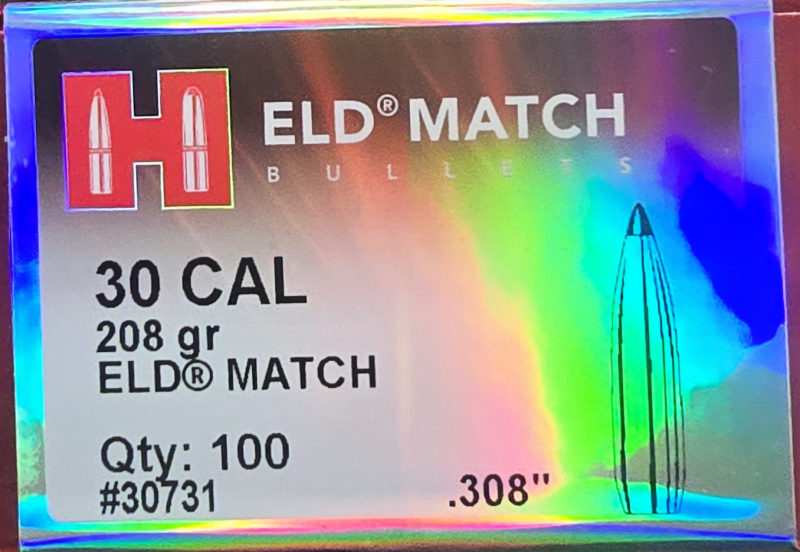 H
ELD® MATCH
BULLETS
30 CAL
208 gr
ELD® MATCH
Qty: 100
#30731
.308"